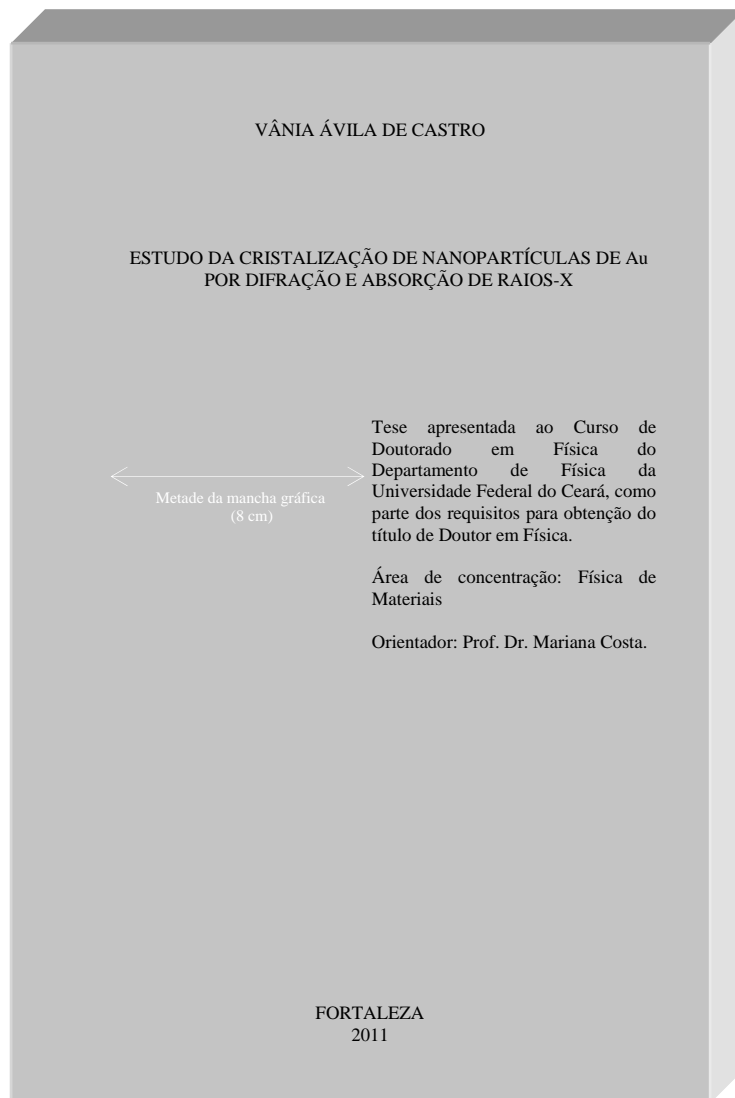 VÂNIA ÁVILA DE CASTRO
ESTUDO DA CRISTALIZAÇÃO DE NANOPARTÍCULAS DE Au
POR DIFRAÇÃO E ABSORÇÃO DE RAIOS-X
Metade da mancha gráfica
(8 cm)
Tese apresentada ao Curso de
Doutorado em Física do
Departamento de Física da
Universidade Federal do Ceará, como
parte dos requisitos para obtenção do
título de Doutor em Física.
Área de concentração: Física de
Materiais
Orientador: Prof. Dr. Mariana Costa.
FORTALEZA
2011